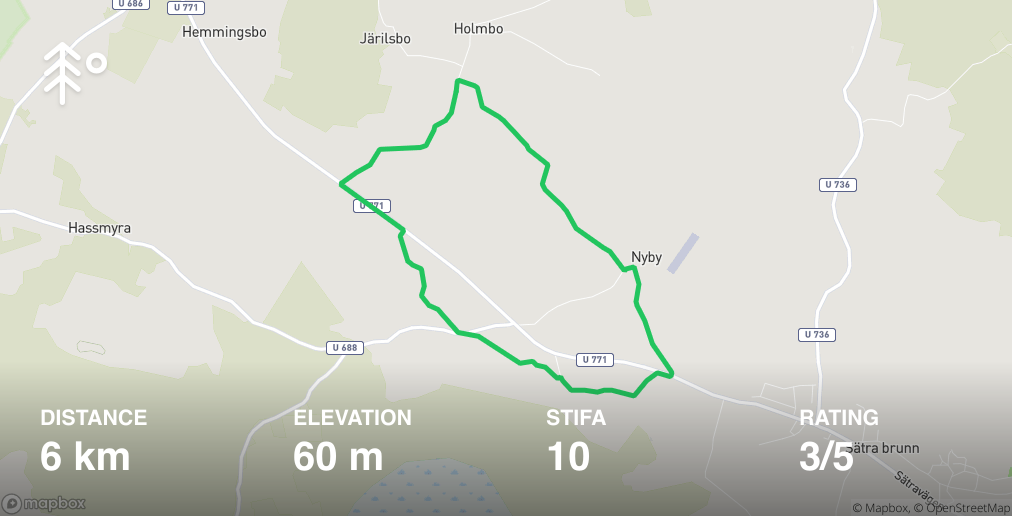 U 686
U 771
Hemmingsbo
Järilsbo
Holmbo
U 736
U 771
Hassmyra
Nyby
U 736
U 688
U 771
DISTANCE
ELEVATION
STIFA
RATING
6 km
60 m
10
3/5
Sätra brunn
mapbox
© Mapbox, © OpenStreetMap